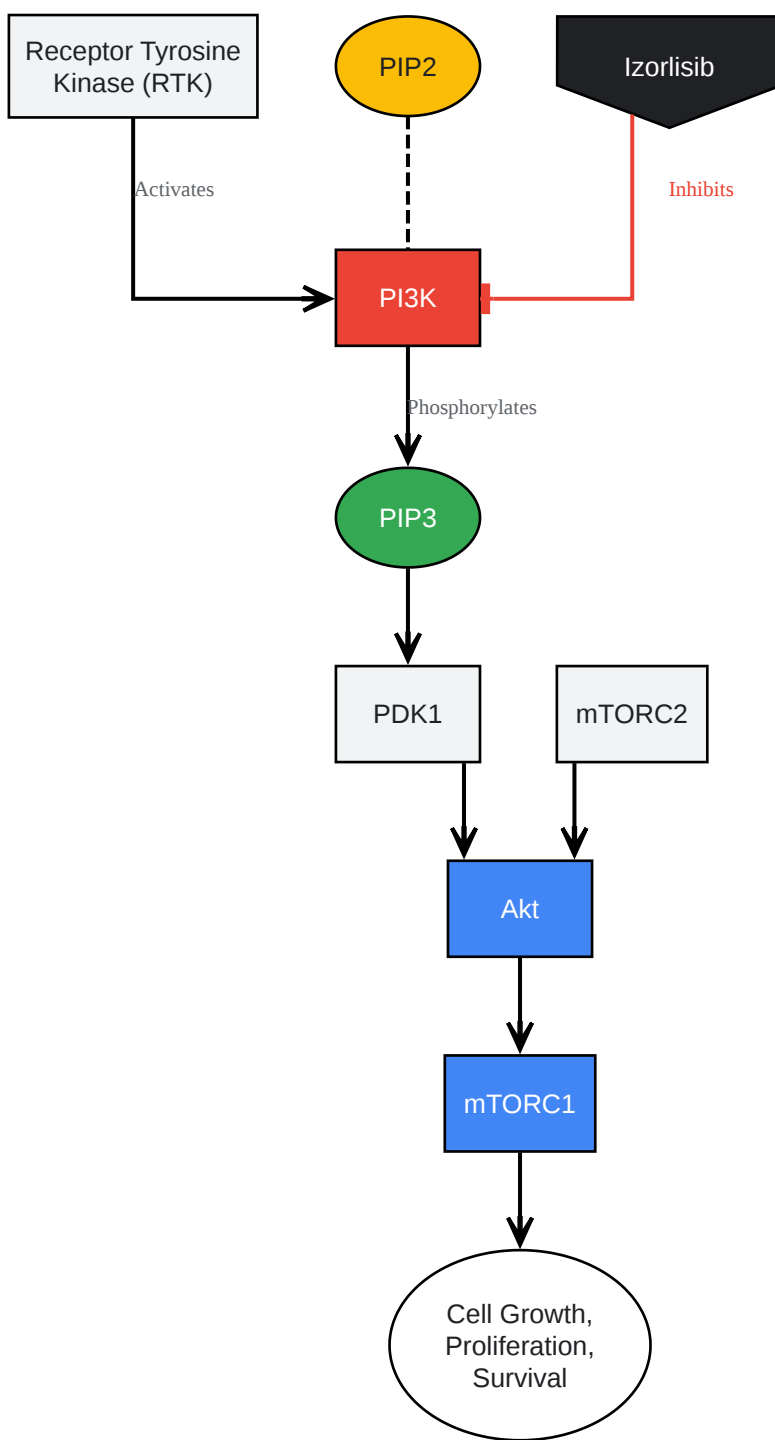 Receptor Tyrosine
Kinase (RTK)
PIP2
Izorlisib
Activates
Inhibits
PI3K
Phosphorylates
PIP3
PDK1
mTORC2
Akt
mTORC1
Cell Growth,
Proliferation,
Survival